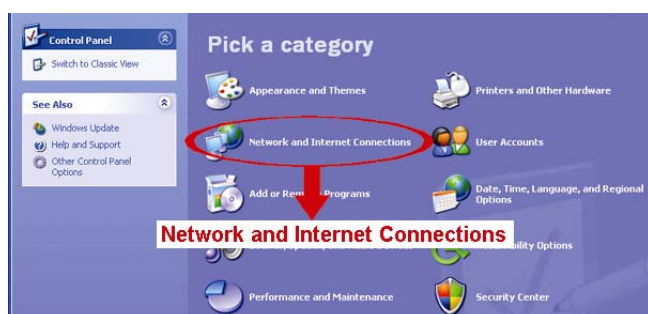 Control Panel
Switch to Classic View
See Also
Windows Update
Help and Support
Other Control Panel
Options
Pick a category
Appearance and Themes
Printers and Other Hardware
Network and Internet Connections
User Accounts
Add or Programs
Date, Time, Language, and Regional
Options
Network and Internet Connections
Options
Performance and Maintenance
Security Center